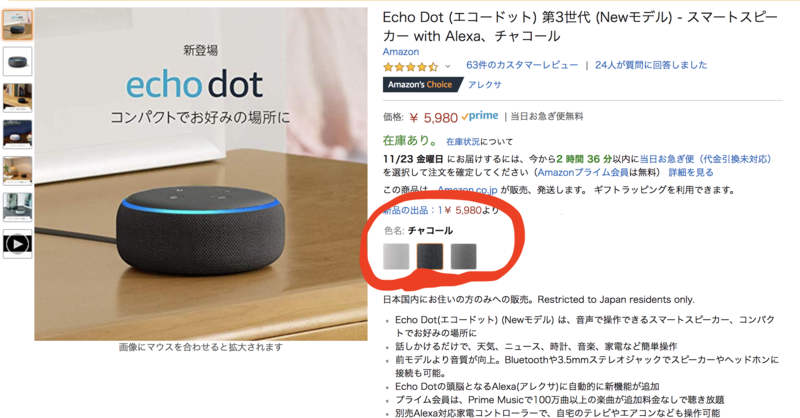 新登場
echo dot
コンパクトでお好みの場所に
画像にマウスを合わせると拡大されます
Echo Dot (エコードット) 第3世代 (Newモデル) - スマートスピー
カー with Alexa、チャコール
Amazon
63件のカスタマーレビュー | 24人が質問に回答しました
Amazon's Choice アレクサ
価格: ¥ 5,980 prime | 当日お急ぎ便無料
在庫あり。 在庫状況について
11/23 金曜日 にお届けするには、今から2 時間 36 分以内に当日お急ぎ便（代金引換未対応）
を選択して注文を確定してください（Amazonプライム会員は無料） 詳細を見る
この商品は、Amazon.co.jp が販売、発送します。 ギフトラッピングを利用できます。
新品の出品：1¥ 5,980より
色名: チャコール
日本国内にお住いの方のみへの販売。Restricted to Japan residents only.
Echo Dot(エコードット) (Newモデル) は、音声で操作できるスマートスピーカー、コンパク
トでお好みの場所に
話しかけるだけで、天気、ニュース、時計、音楽、家電など簡単操作
前モデルより音質が向上。Bluetoothや3.5mmステレオジャックでスピーカーやヘッドホンに
接続も可能。
Echo Dotの頭脳となるAlexa(アレクサ)に自動的に新機能が追加
プライム会員は、Prime Musicで100万曲以上の楽曲が追加料金なしで聴き放題
別売Alexa対応家電コントローラーで、自宅のテレビやエアコンなども操作可能